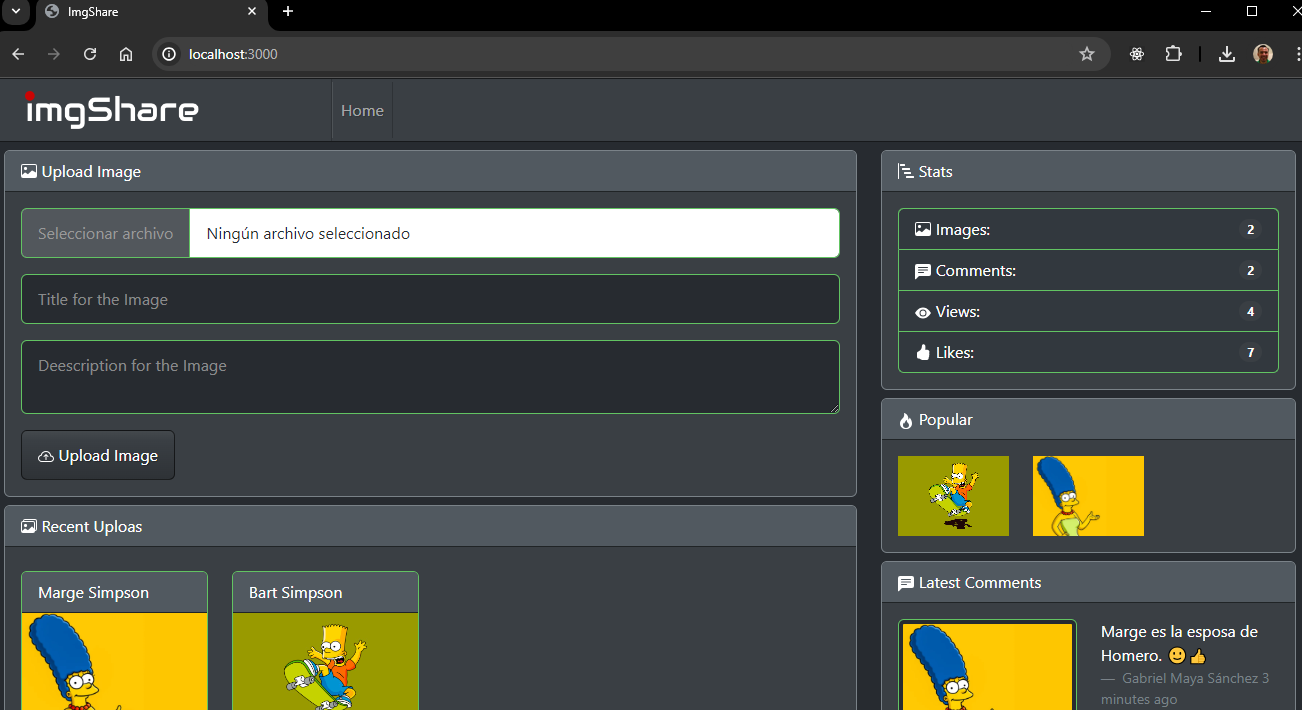 ImgShare
localhost:3000
imgShare
Home
Upload Image
Seleccionar archivo Ningún archivo seleccionado
Title for the Image
Deescription for the Image
Upload Image
Recent Uploas
Marge Simpson
Bart Simpson
Stats
Images: 2
Comments: 2
Views: 4
Likes: 7
Popular
Latest Comments
Marge es la esposa de
Homero. 🙂👍
— Gabriel Maya Sánchez 3
minutes ago